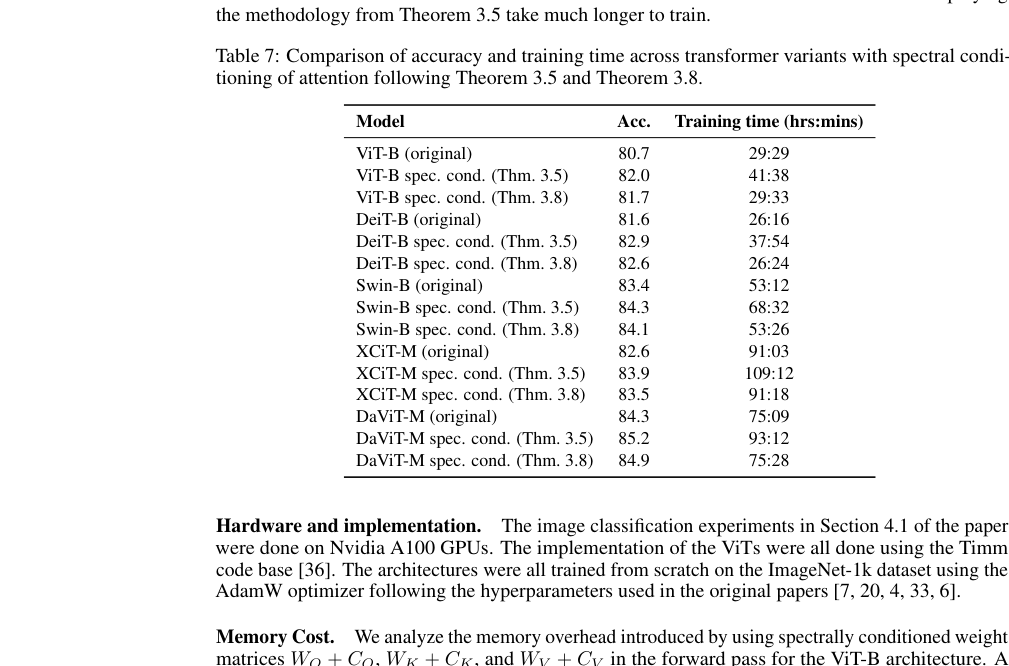 the methodology from Theorem 3.5 take much longer to train.
Table 7: Comparison of accuracy and training time across transformer variants with spectral condi-
tioning of attention following Theorem 3.5 and Theorem 3.8.
Model Acc. Training time (hrs:mins)
ViT-B (original) 80.7 29:29
ViT-B spec. cond. (Thm. 3.5) 82.0 41:38
ViT-B spec. cond. (Thm. 3.8) 81.7 29:33
DeiT-B (original) 81.6 26:16
DeiT-B spec. cond. (Thm. 3.5) 82.9 37:54
DeiT-B spec. cond. (Thm. 3.8) 82.6 26:24
Swin-B (original) 83.4 53:12
Swin-B spec. cond. (Thm. 3.5) 84.3 68:32
Swin-B spec. cond. (Thm. 3.8) 84.1 53:26
XCiT-M (original) 82.6 91:03
XCiT-M spec. cond. (Thm. 3.5) 83.9 109:12
XCiT-M spec. cond. (Thm. 3.8) 83.5 91:18
DaViT-M (original) 84.3 75:09
DaViT-M spec. cond. (Thm. 3.5) 85.2 93:12
DaViT-M spec. cond. (Thm. 3.8) 84.9 75:28
Hardware and implementation. The image classification experiments in Section 4.1 of the paper
were done on Nvidia A100 GPUs. The implementation of the ViTs were all done using the Timm
code base [36]. The architectures were all trained from scratch on the ImageNet-1k dataset using the
AdamW optimizer following the hyperparameters used in the original papers [7, 20, 4, 33, 6].
Memory Cost. We analyze the memory overhead introduced by using spectrally conditioned weight
matrices W_Q + C_Q, W_K + C_K, and W_V + C_V in the forward pass for the ViT-B architecture. A